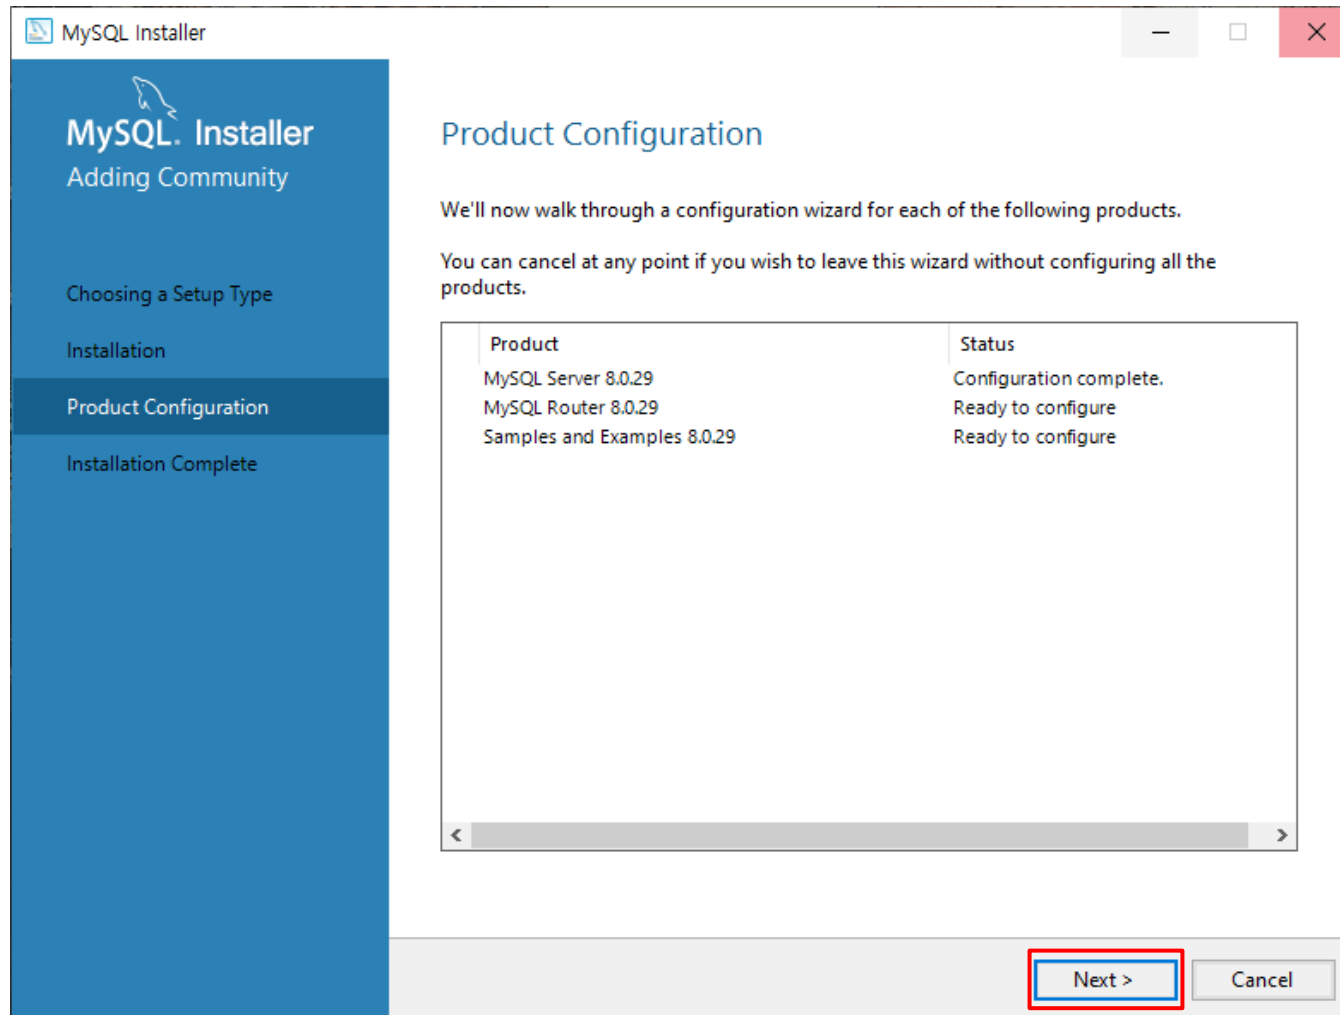 MySQL Installer
MySQL. Installer
Adding Community
Choosing a Setup Type
Installation
Product Configuration
Installation Complete
Product Configuration
We'll now walk through a configuration wizard for each of the following products.
You can cancel at any point if you wish to leave this wizard without configuring all the
products.
Product Status
MySQL Server 8.0.29 Configuration complete.
MySQL Router 8.0.29 Ready to configure
Samples and Examples 8.0.29 Ready to configure
Next > Cancel